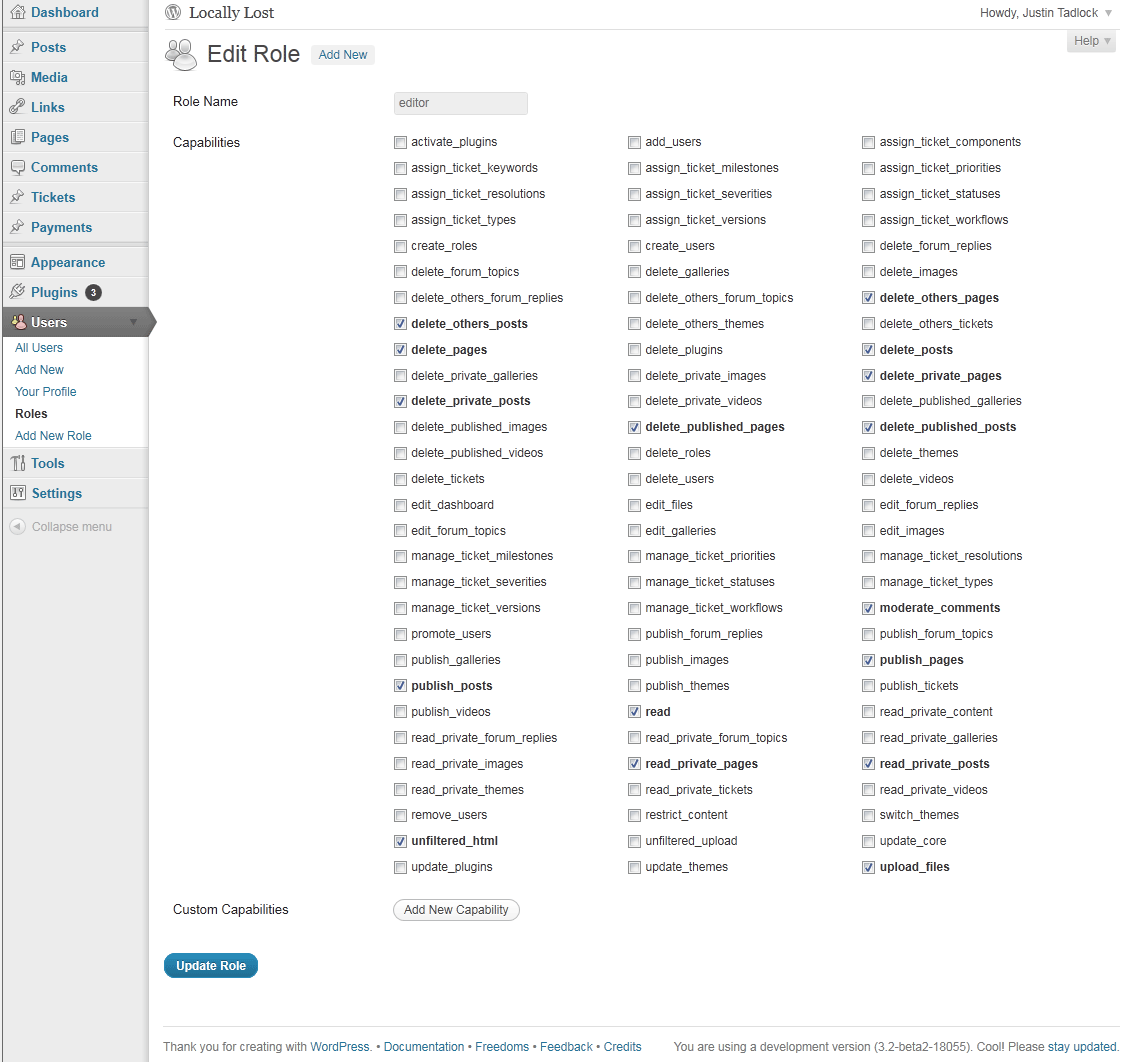 Dashboard
Posts
Media
Links
Pages
Comments
Tickets
Payments
Appearance
Plugins 3
Users
All Users
Add New
Your Profile
Roles
Add New Role
Tools
Settings
Collapse menu
Locally Lost
Howdy, Justin Tadlock
Help
Edit Role Add New
Role Name editor
Capabilities
activate_plugins add_users assign_ticket_components
assign_ticket_keywords assign_ticket_milestones assign_ticket_priorities
assign_ticket_resolutions assign_ticket_severities assign_ticket_statuses
assign_ticket_types assign_ticket_versions assign_ticket_workflows
create_roles create_users delete_forum_replies
delete_forum_topics delete_galleries delete_images
delete_others_forum_replies delete_others_forum_topics delete_others_pages
delete_others_posts delete_others_themes delete_others_tickets
delete_pages delete_plugins delete_posts
delete_private_galleries delete_private_images delete_private_pages
delete_private_posts delete_private_videos delete_published_galleries
delete_published_images delete_published_pages delete_published_posts
delete_published_videos delete_roles delete_themes
delete_tickets delete_users delete_videos
edit_dashboard edit_files edit_forum_replies
edit_forum_topics edit_galleries edit_images
manage_ticket_milestones manage_ticket_priorities manage_ticket_resolutions
manage_ticket_severities manage_ticket_statuses manage_ticket_types
manage_ticket_versions manage_ticket_workflows moderate_comments
promote_users publish_forum_replies publish_forum_topics
publish_galleries publish_images publish_pages
publish_posts publish_themes publish_tickets
publish_videos read read_private_content
read_private_forum_replies read_private_forum_topics read_private_galleries
read_private_images read_private_pages read_private_posts
read_private_themes read_private_tickets read_private_videos
remove_users restrict_content switch_themes
unfiltered_html unfiltered_upload update_core
update_plugins update_themes upload_files
Custom Capabilities Add New Capability
Update Role
Thank you for creating with WordPress. • Documentation • Freedoms • Feedback • Credits
You are using a development version (3.2-beta2-18055). Cool! Please stay updated.